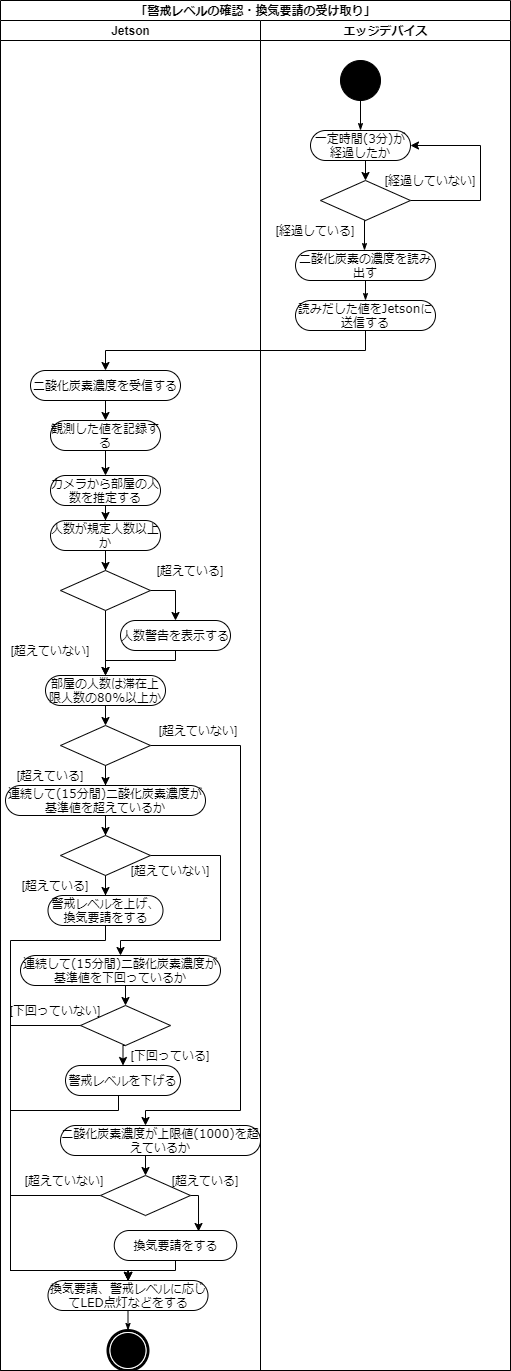 「警戒レベルの確認・換気要請の受け取り」
Jetson
エッジデバイス
一定時間(3分)が
経過したか
[経過していない]
[経過している]
二酸化炭素の濃度を読み
出す
読みだした値をJetsonに
送信する
二酸化炭素濃度を受信する
観測した値を記録す
る
カメラから部屋の人
数を推定する
人数が規定人数以上
か
[超えている]
人数警告を表示する
[超えていない]
部屋の人数は滞在上
限人数の80%以上か
[超えていない]
[超えている]
連続して(15分間)二酸化炭素濃度が
基準値を超えているか
[超えていない]
[超えている]
警戒レベルを上げ、
換気要請をする
連続して(15分間)二酸化炭素濃度が
基準値を下回っているか
[下回っていない]
[下回っている]
警戒レベルを下げる
二酸化炭素濃度が上限値(1000)を超
えているか
[超えていない]
[超えている]
換気要請をする
換気要請、警戒レベルに応じ
てLED点灯などをする